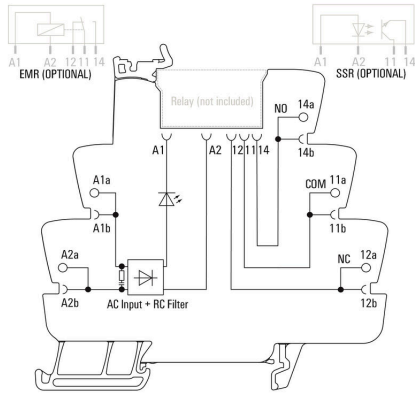 A1 A2 12 11 14
EMR (OPTIONAL)
A1 A2 11 14
SSR (OPTIONAL)
Relay (not included)
NO 14a
A1 A2 12 11 14
14b
A1a
COM 11a
A1b
11b
A2a
NC 12a
A2b
AC Input + RC Filter
12b